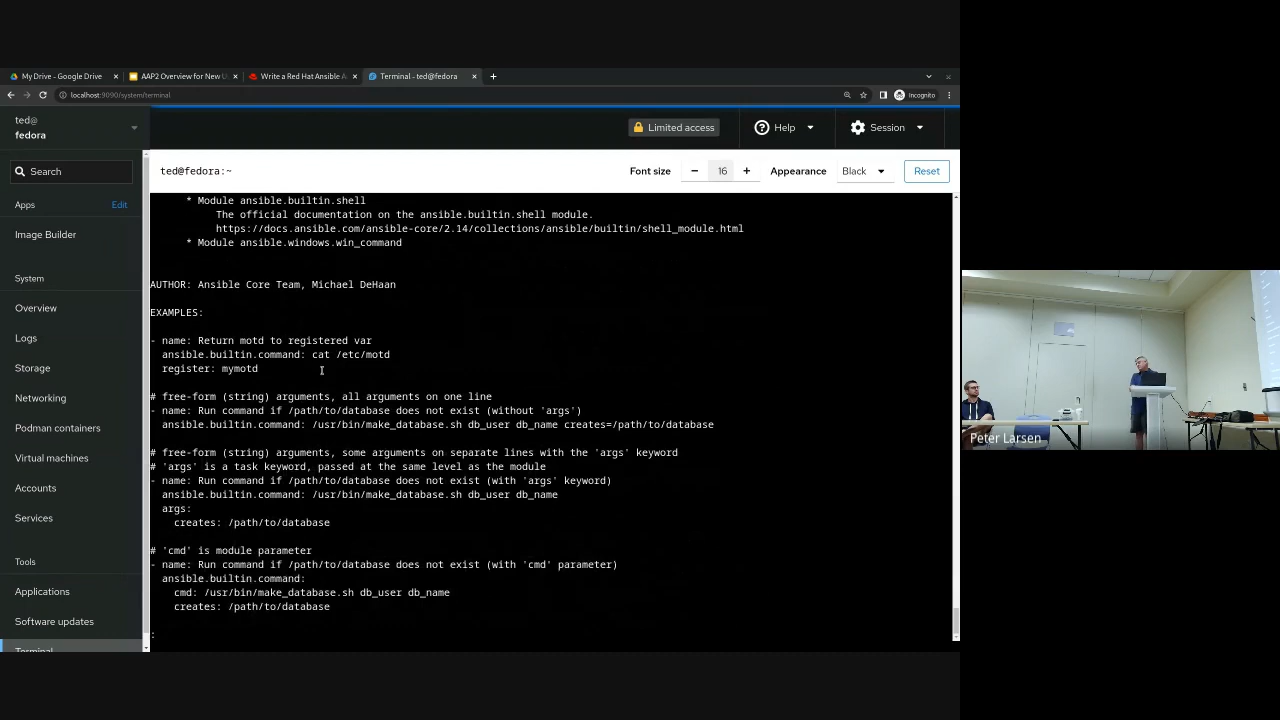 My Drive - Google Drive
AAP2 Overview for New U
Write a Red Hat Ansible A
Terminal - ted@fedora
localhost:9090/system/terminal
Incognito
ted@
fedora
Limited access
Help
Session
Search
ted@fedora:~
Font size
16
Appearance
Black
Reset
Apps
Edit
Image Builder
System
Overview
Logs
Storage
Networking
Podman containers
Virtual machines
Accounts
Services
Tools
Applications
Software updates
Terminal
* Module ansible.builtin.shell
The official documentation on the ansible.builtin.shell module.
https://docs.ansible.com/ansible-core/2.14/collections/ansible/builtin/shell_module.html
* Module ansible.windows.win_command
AUTHOR: Ansible Core Team, Michael DeHaan
EXAMPLES:
- name: Return motd to registered var
ansible.builtin.command: cat /etc/motd
register: mymotd
# free-form (string) arguments, all arguments on one line
- name: Run command if /path/to/database does not exist (without 'args')
ansible.builtin.command: /usr/bin/make_database.sh db_user db_name creates=/path/to/database
# free-form (string) arguments, some arguments on separate lines with the 'args' keyword
# 'args' is a task keyword, passed at the same level as the module
- name: Run command if /path/to/database does not exist (with 'args' keyword)
ansible.builtin.command: /usr/bin/make_database.sh db_user db_name
args:
creates: /path/to/database
# 'cmd' is module parameter
- name: Run command if /path/to/database does not exist (with 'cmd' parameter)
ansible.builtin.command:
cmd: /usr/bin/make_database.sh db_user db_name
creates: /path/to/database
:
Peter Larsen